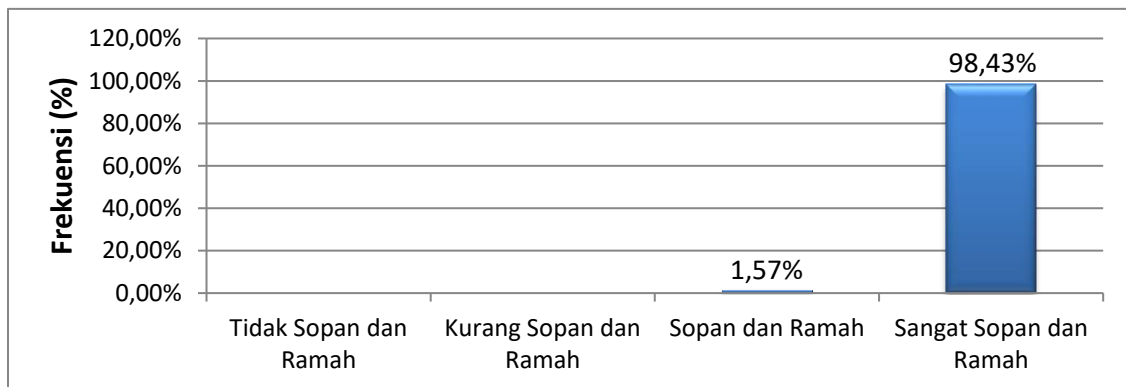 Frekuensi (%)
120,00%
100,00%
80,00%
60,00%
40,00%
20,00%
0,00%
1,57%
98,43%
Tidak Sopan dan
Ramah
Kurang Sopan dan
Ramah
Sopan dan Ramah
Sangat Sopan dan
Ramah